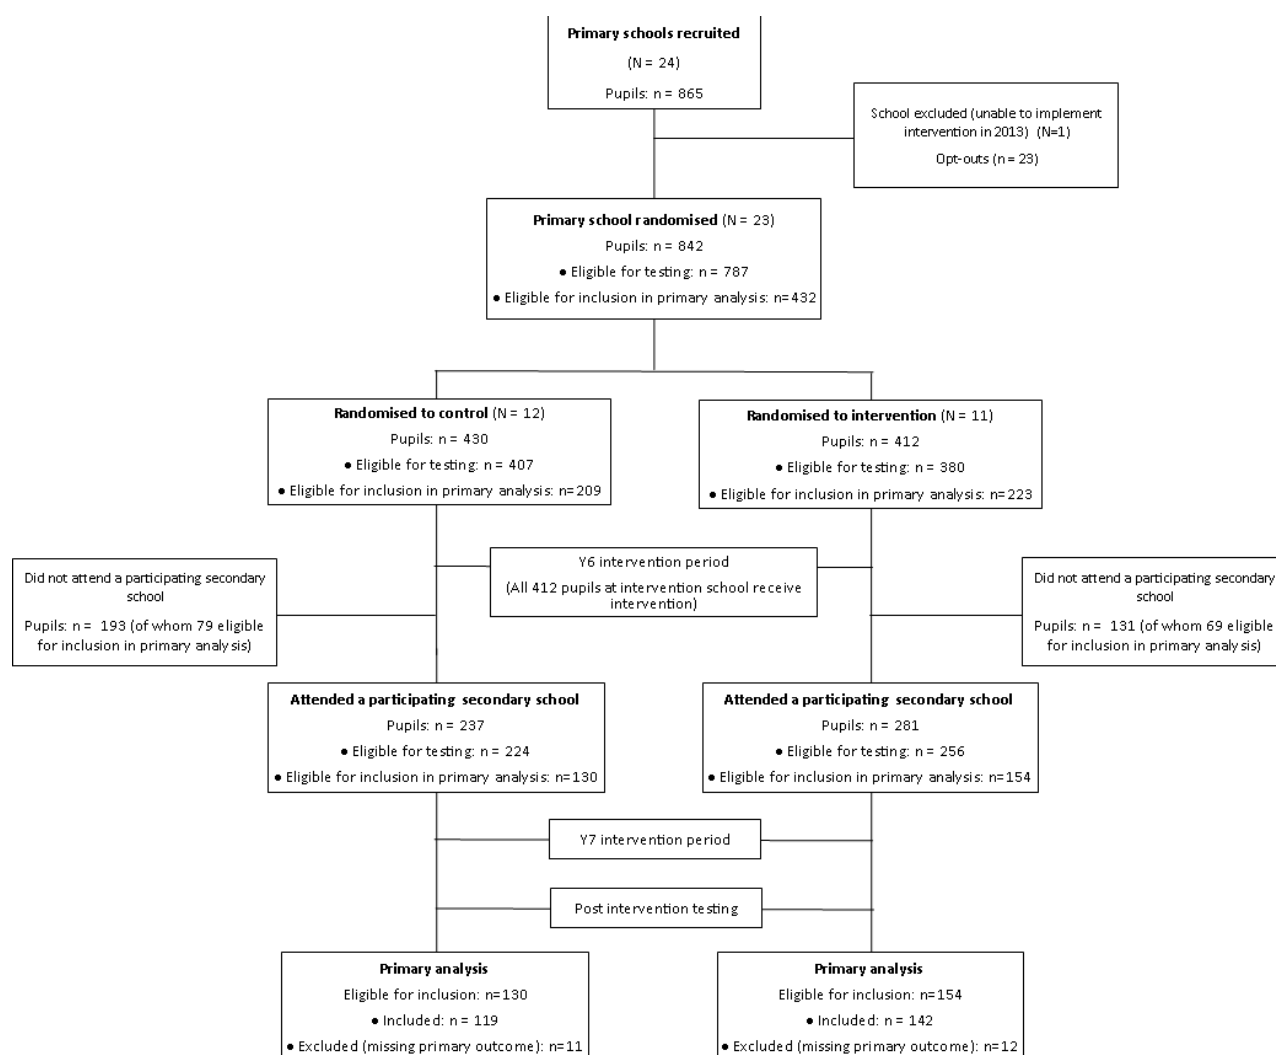 Primary schools recruited
(N = 24)
Pupils: n = 865
School excluded (unable to implement
intervention in 2013) (N=1)
Opt-outs (n = 23)
Primary school randomised (N = 23)
Pupils: n = 842
● Eligible for testing: n = 787
● Eligible for inclusion in primary analysis: n=432
Randomised to control (N = 12)
Pupils: n = 430
● Eligible for testing: n = 407
● Eligible for inclusion in primary analysis: n=209
Randomised to intervention (N = 11)
Pupils: n = 412
● Eligible for testing: n = 380
● Eligible for inclusion in primary analysis: n=223
Y6 intervention period
(All 412 pupils at intervention school receive
intervention)
Did not attend a participating secondary
school
Pupils: n = 193 (of whom 79 eligible
for inclusion in primary analysis)
Did not attend a participating secondary
school
Pupils: n = 131 (of whom 69 eligible
for inclusion in primary analysis)
Attended a participating secondary school
Pupils: n = 237
● Eligible for testing: n = 224
● Eligible for inclusion in primary analysis: n=130
Attended a participating secondary school
Pupils: n = 281
● Eligible for testing: n = 256
● Eligible for inclusion in primary analysis: n=154
Y7 intervention period
Post intervention testing
Primary analysis
Eligible for inclusion: n=130
● Included: n = 119
● Excluded (missing primary outcome): n=11
Primary analysis
Eligible for inclusion: n=154
● Included: n = 142
● Excluded (missing primary outcome): n=12